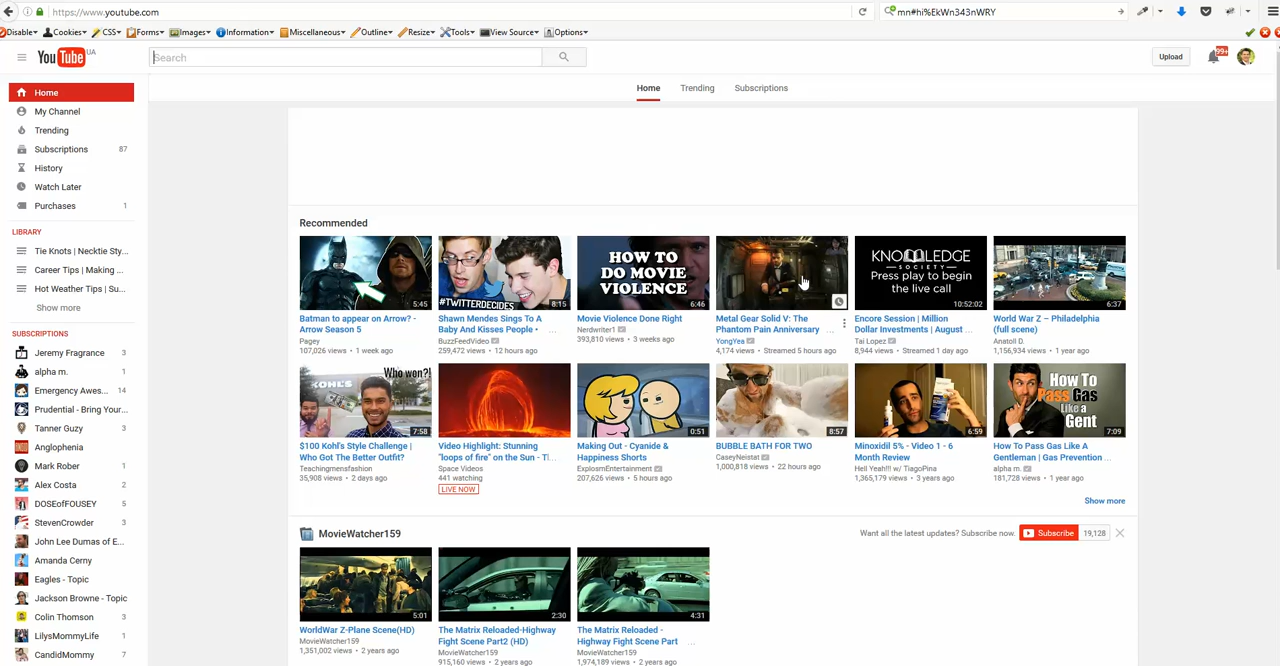 https://www.youtube.com
mn#hi%EkWn343nWRY
Disable▾ Cookies▾ CSS▾ Forms▾ Images▾ Information▾ Miscellaneous▾ Outline▾ Resize▾ Tools▾ View Source▾ Options▾
YouTube UA
Search
Upload
99+
Home Trending Subscriptions
Home
My Channel
Trending
Subscriptions 87
History
Watch Later
Purchases 1
LIBRARY
Tie Knots | Necktie Sty...
Career Tips | Making ...
Hot Weather Tips | Su...
Show more
SUBSCRIPTIONS
Jeremy Fragrance 3
alpha m. 1
Emergency Awes... 14
Prudential - Bring Your...
Tanner Guzy 3
Anglophenia
Mark Rober 1
Alex Costa 2
DOSEofFOUSEY 5
StevenCrowder 3
John Lee Dumas of E...
Amanda Cerny
Eagles - Topic
Jackson Browne - Topic
Colin Thomson 3
LilysMommyLife 1
CandidMommy 7
Recommended
5:45
Batman to appear on Arrow? -
Arrow Season 5
Pagey
107,026 views • 1 week ago
#TWITTERDECIDES
8:15
Shawn Mendes Sings To A
Baby And Kisses People • ...
BuzzFeedVideo
259,472 views • 12 hours ago
HOW TO
DO MOVIE
VIOLENCE
6:46
Movie Violence Done Right
Nerdwriter1
393,810 views • 3 weeks ago
Metal Gear Solid V: The
Phantom Pain Anniversary
YongYea
4,174 views • Streamed 5 hours ago
KNOWLEDGE
SOCIETY
Press play to begin
the live call
10:52:02
Encore Session | Million
Dollar Investments | August ...
Tai Lopez
8,944 views • Streamed 1 day ago
6:37
World War Z – Philadelphia
(full scene)
Anatoli D.
1,156,934 views • 1 year ago
KOHL'S
Who won?!
7:58
$100 Kohl's Style Challenge |
Who Got The Better Outfit?
Teachingmensfashion
35,908 views • 2 days ago
Video Highlight: Stunning
"loops of fire" on the Sun - T...
Space Videos
441 watching
LIVE NOW
0:51
Making Out - Cyanide &
Happiness Shorts
ExplosmEntertainment
207,626 views • 5 hours ago
8:57
BUBBLE BATH FOR TWO
CaseyNeistat
1,000,818 views • 22 hours ago
6:59
Minoxidil 5% - Video 1 - 6
Month Review
Hell Yeah!!! w/ TiagoPina
1,365,179 views • 3 years ago
How To
Pass Gas
Like a
Gent
7:09
How To Pass Gas Like A
Gentleman | Gas Prevention ...
alpha m.
181,728 views • 1 year ago
Show more
MovieWatcher159
Want all the latest updates? Subscribe now. Subscribe 19,128
5:01
WorldWar Z-Plane Scene(HD)
MovieWatcher159
1,351,002 views • 2 years ago
2:30
The Matrix Reloaded-Highway
Fight Scene Part2 (HD)
MovieWatcher159
915,160 views • 2 years ago
4:31
The Matrix Reloaded -
Highway Fight Scene Part ...
MovieWatcher159
1,974,189 views • 2 years ago